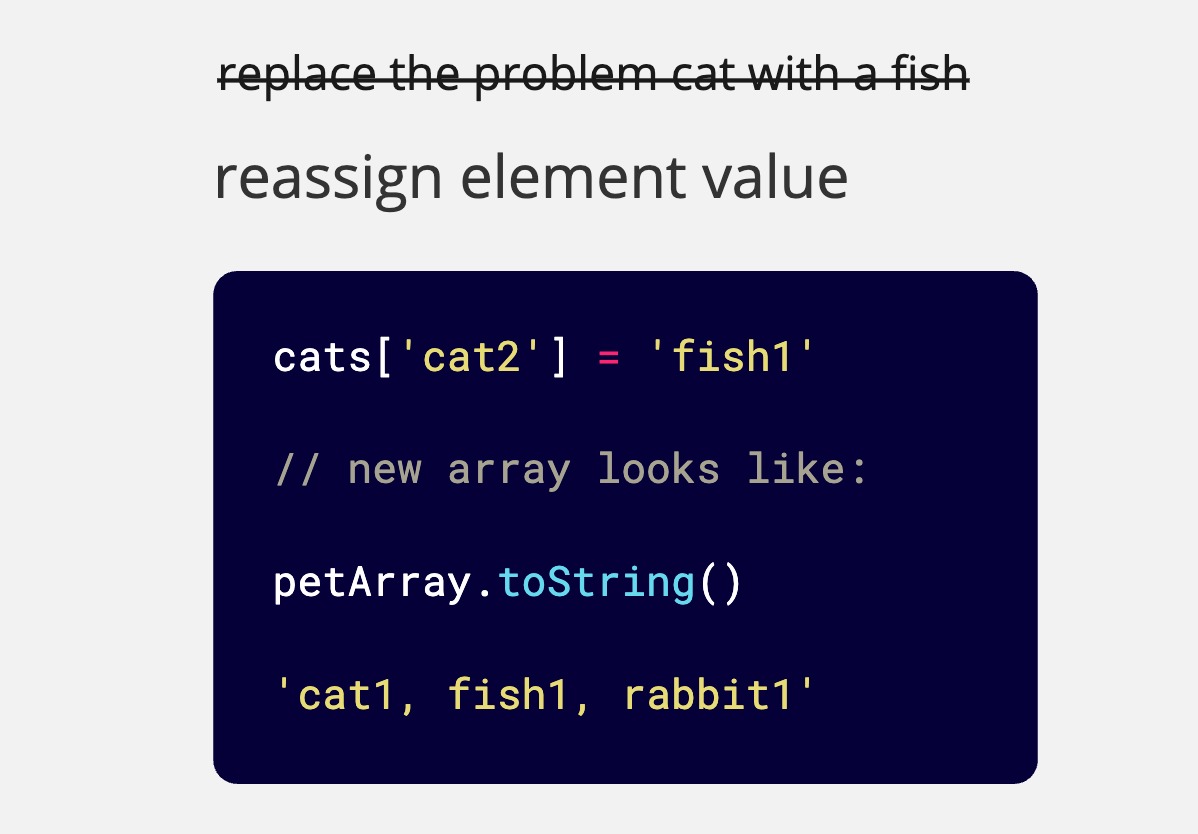 replace the problem cat with a fish
reassign element value
cats['cat2'] = 'fish1'
// new array looks like:
petArray.toString()
'cat1, fish1, rabbit1'